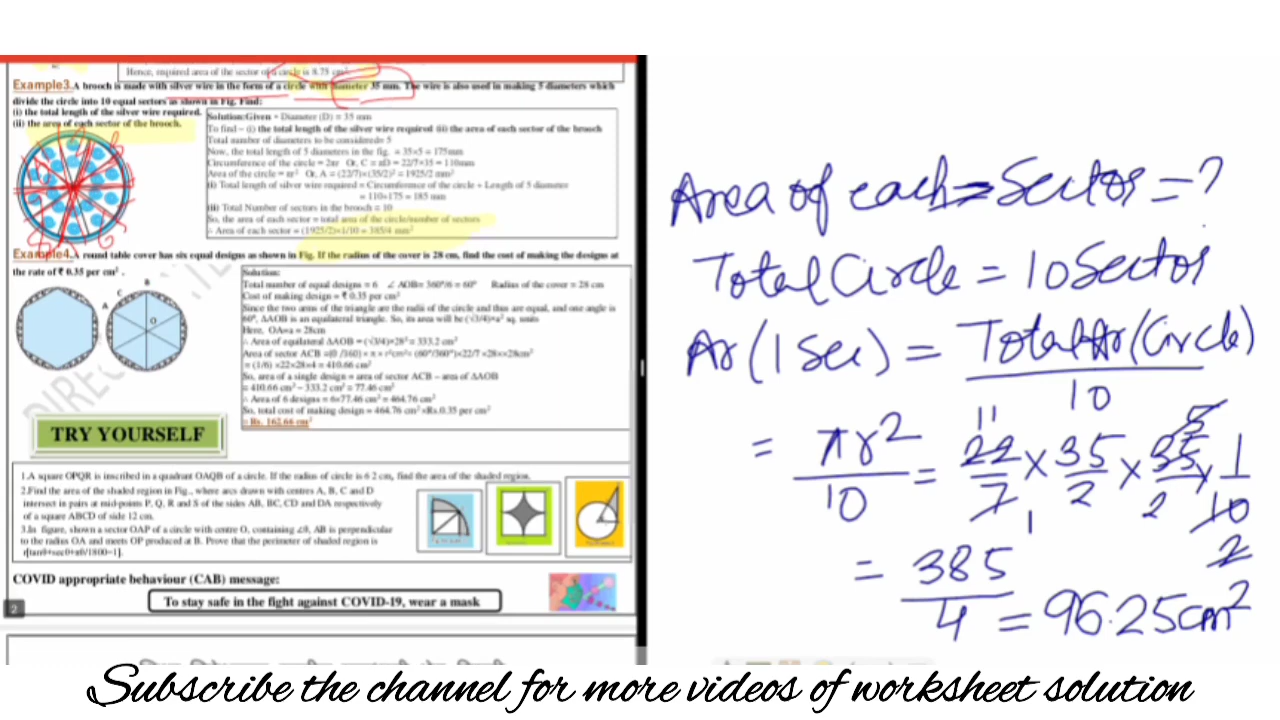 Hence, required area of the sector of a circle is 8.75 cm².
Example3.A brooch is made with silver wire in the form of a circle with diameter 35 mm. The wire is also used in making 5 diameters which
divide the circle into 10 equal sectors as shown in Fig. Find:
(i) the total length of the silver wire required.
(ii) the area of each sector of the brooch.
Solution:Given - Diameter (D) = 35 mm
To find – (i) the total length of the silver wire required (ii) the area of each sector of the brooch
Total number of diameters to be considered= 5
Now, the total length of 5 diameters in the fig. = 35×5 = 175mm
Circumference of the circle = 2πr Or, C = πD = 22/7×35 = 110mm
Area of the circle = πr² Or, A = (22/7)×(35/2)² = 1925/2 mm²
(i) Total length of silver wire required = Circumference of the circle + Length of 5 diameter
= 110+175 = 185 mm
(ii) Total Number of sectors in the brooch = 10
So, the area of each sector = total area of the circle/number of sectors
∴ Area of each sector = (1925/2)×1/10 = 385/4 mm²
Example4.A round table cover has six equal designs as shown in Fig. If the radius of the cover is 28 cm, find the cost of making the designs at
the rate of ₹ 0.35 per cm² .
Solution:
Total number of equal designs = 6 ∠ AOB= 360°/6 = 60° Radius of the cover = 28 cm
Cost of making design = ₹ 0.35 per cm²
Since the two arms of the triangle are the radii of the circle and thus are equal, and one angle is
60°, ΔAOB is an equilateral triangle. So, its area will be (√3/4)×a² sq. units
Here, OA=a = 28cm
∴ Area of equilateral ΔAOB = (√3/4)×28² = 333.2 cm²
= (1/6) ×22×28×4 = 410.66 cm²
So, area of a single design = area of sector ACB – area of ΔAOB
= 410.66 cm² – 333.2 cm² = 77.46 cm²
∴ Area of 6 designs = 6×77.46 cm² = 464.76 cm²
So, total cost of making design = 464.76 cm² ×Rs.0.35 per cm²
= Rs. 162.66 cm²
B
C
A
O
TRY YOURSELF
1.A square OPQR is inscribed in a quadrant OAQB of a circle. If the radius of circle is 6 2 cm, find the area of the shaded region.
2.Find the area of the shaded region in Fig., where arcs drawn with centres A, B, C and D
intersect in pairs at mid-points P, Q, R and S of the sides AB, BC, CD and DA respectively
of a square ABCD of side 12 cm.
3.In figure, shown a sector OAP of a circle with centre O, containing ∠θ, AB is perpendicular
to the radius OA and meets OP produced at B. Prove that the perimeter of shaded region is
r[tanθ+secθ+πθ/1800−1].
COVID appropriate behaviour (CAB) message:
To stay safe in the fight against COVID-19, wear a mask
2
Area of each = Sector = ?
Total Circle = 10 Sector
Ar (1 Sec) = Total Ar (Circle) / 10
= πr² / 10 = 22/7 × 35/2 × 35/2 × 1/10
= 385/4 = 96.25cm²
Subscribe the channel for more videos of worksheet solution